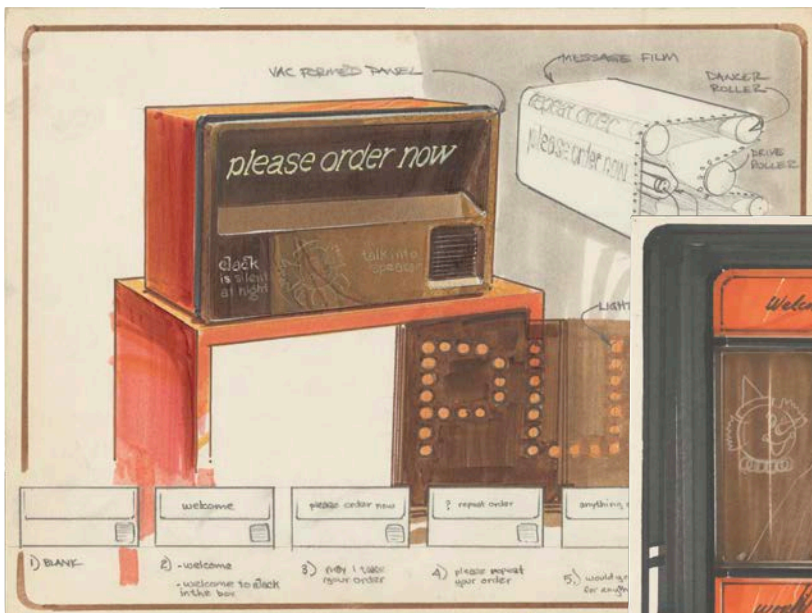 VAC FORMED PANEL
MESSAGE FILM
DANCER
ROLLER
DRIVE
ROLLER
repeat order
please order now
please order now
Jack
is silent
at night
talk into
speaker
LIGHT
welcome
please order now
? repeat order
anything
1) BLANK
2) -welcome
-welcome to Jack
in the box
3) may I take
your order
4) please repeat
your order
5.) would
for
Welc